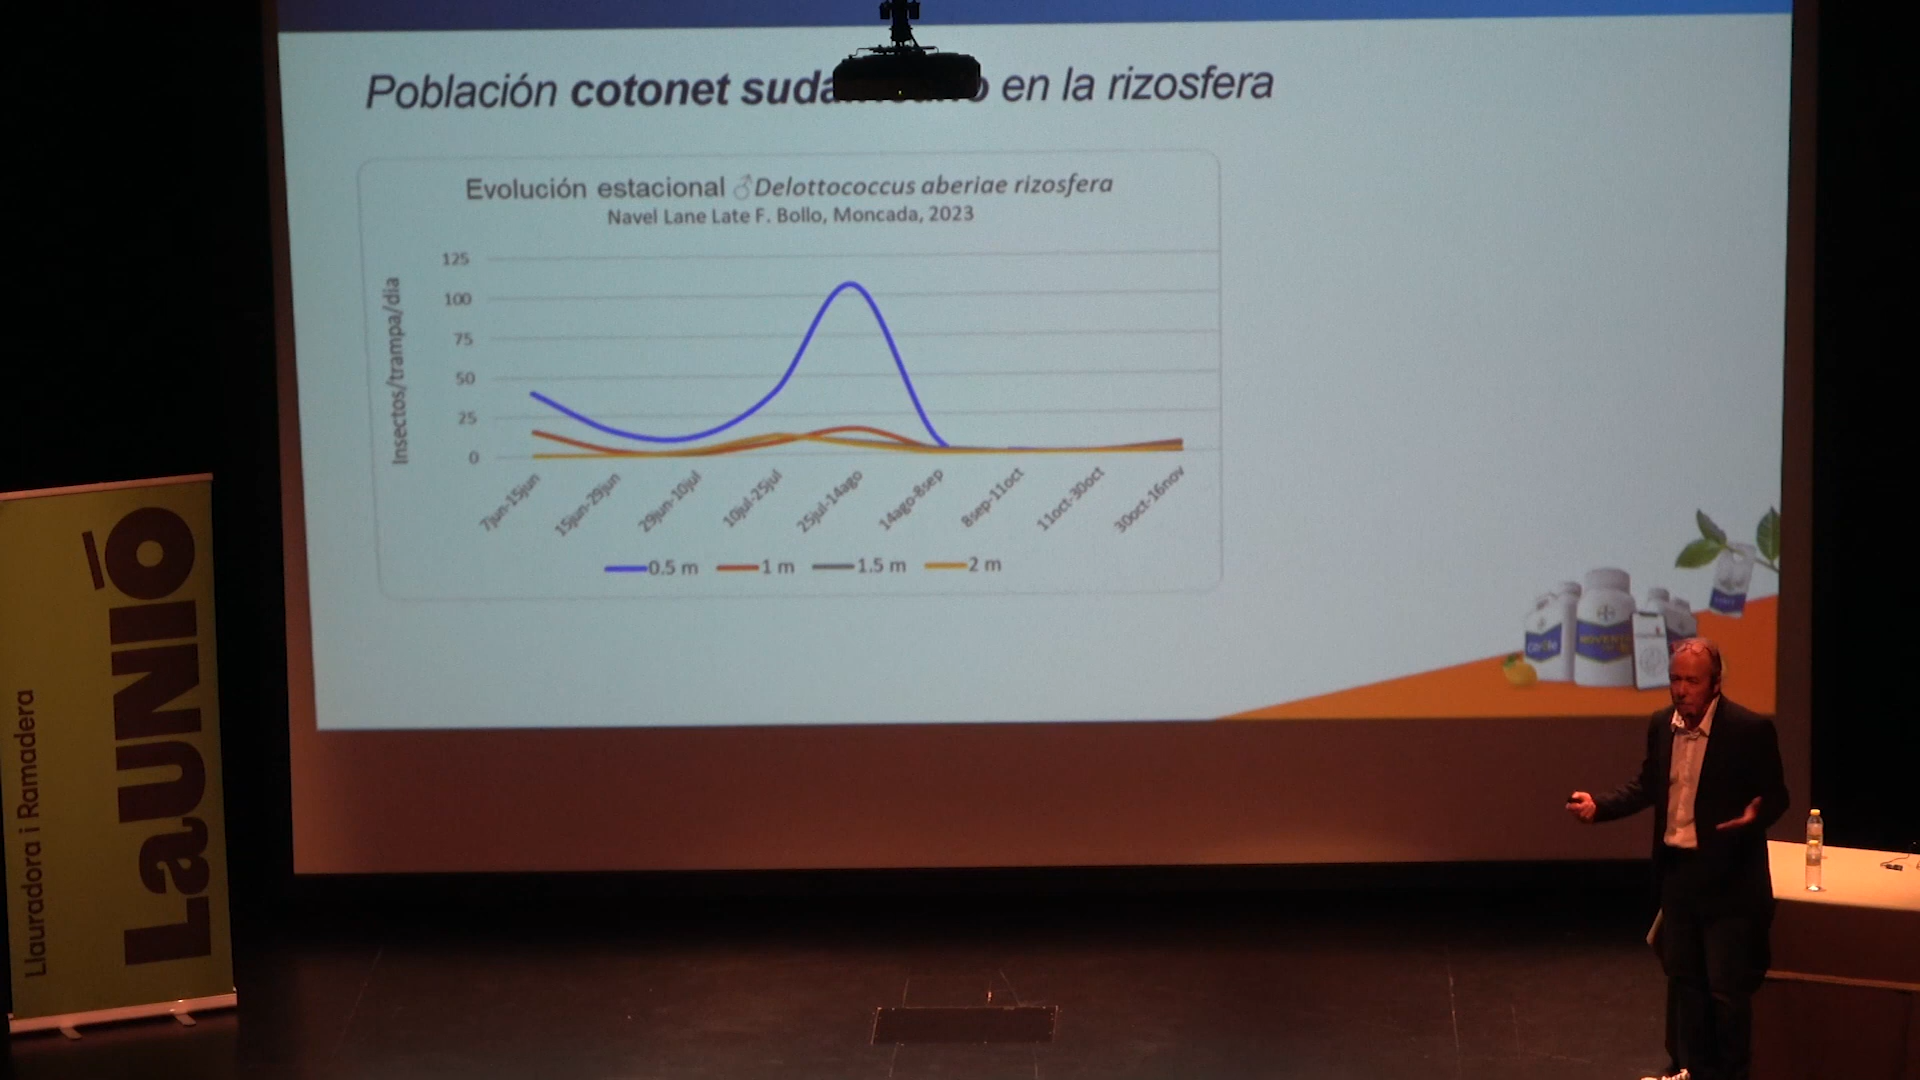 Población cotonet en la rizosfera
Evolución estacional ♂Delottococcus aberiae rizosfera
Navel Lane Late F. Bollo, Moncada, 2023
Insectos/trampa/dia
125
100
75
50
25
0
7jun-15jun
15jun-29jun
29jun-10jul
10jul-25jul
25jul-14ago
14ago-8sep
8sep-11oct
11oct-30oct
30oct-16nov
0.5 m 1 m 1.5 m 2 m
LaUNIÓ
Llauradora i Ramadera